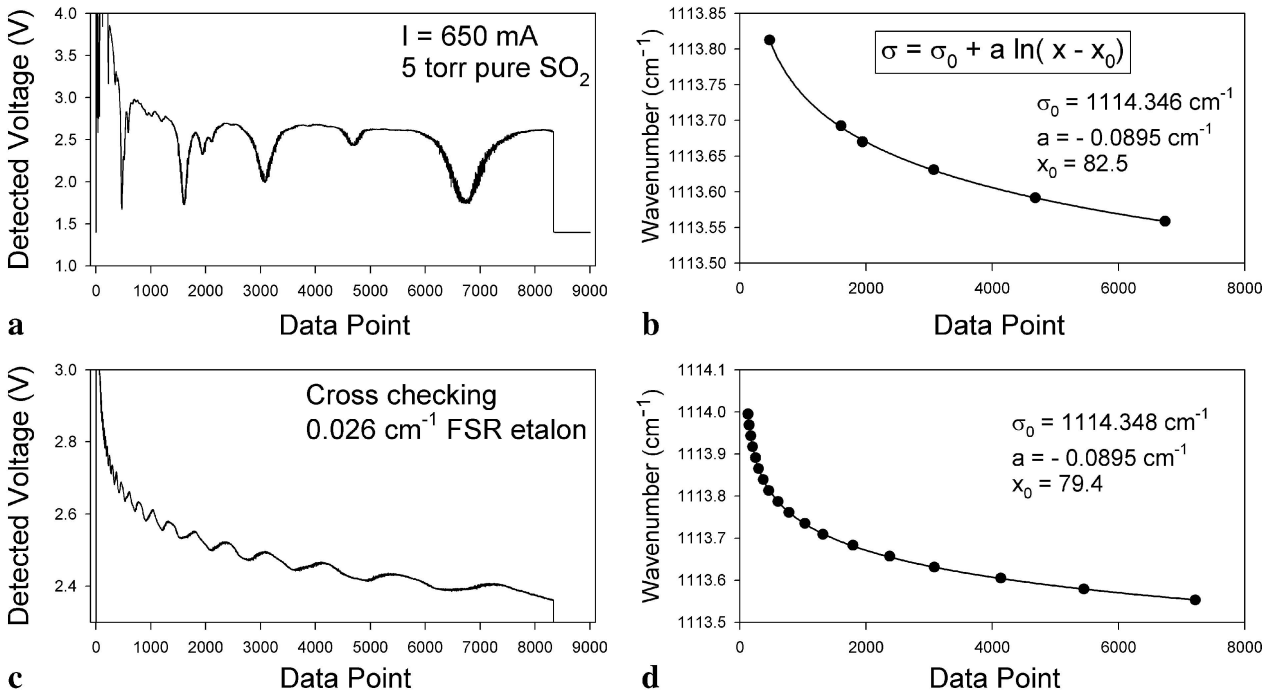 4.0
3.5
3.0
2.5
2.0
1.5
1.0
Detected Voltage (V)
I = 650 mA
5 torr pure SO2
0 1000 2000 3000 4000 5000 6000 7000 8000 9000
Data Point
a
1113.85
1113.80
1113.75
1113.70
1113.65
1113.60
1113.55
1113.50
Wavenumber (cm-1)
σ = σ0 + a ln( x - x0)
σ0 = 1114.346 cm-1
a = - 0.0895 cm-1
x0 = 82.5
0 2000 4000 6000 8000
Data Point
b
3.0
2.8
2.6
2.4
Detected Voltage (V)
Cross checking
0.026 cm-1 FSR etalon
0 1000 2000 3000 4000 5000 6000 7000 8000 9000
Data Point
c
1114.1
1114.0
1113.9
1113.8
1113.7
1113.6
1113.5
Wavenumber (cm-1)
σ0 = 1114.348 cm-1
a = - 0.0895 cm-1
x0 = 79.4
0 2000 4000 6000 8000
Data Point
d